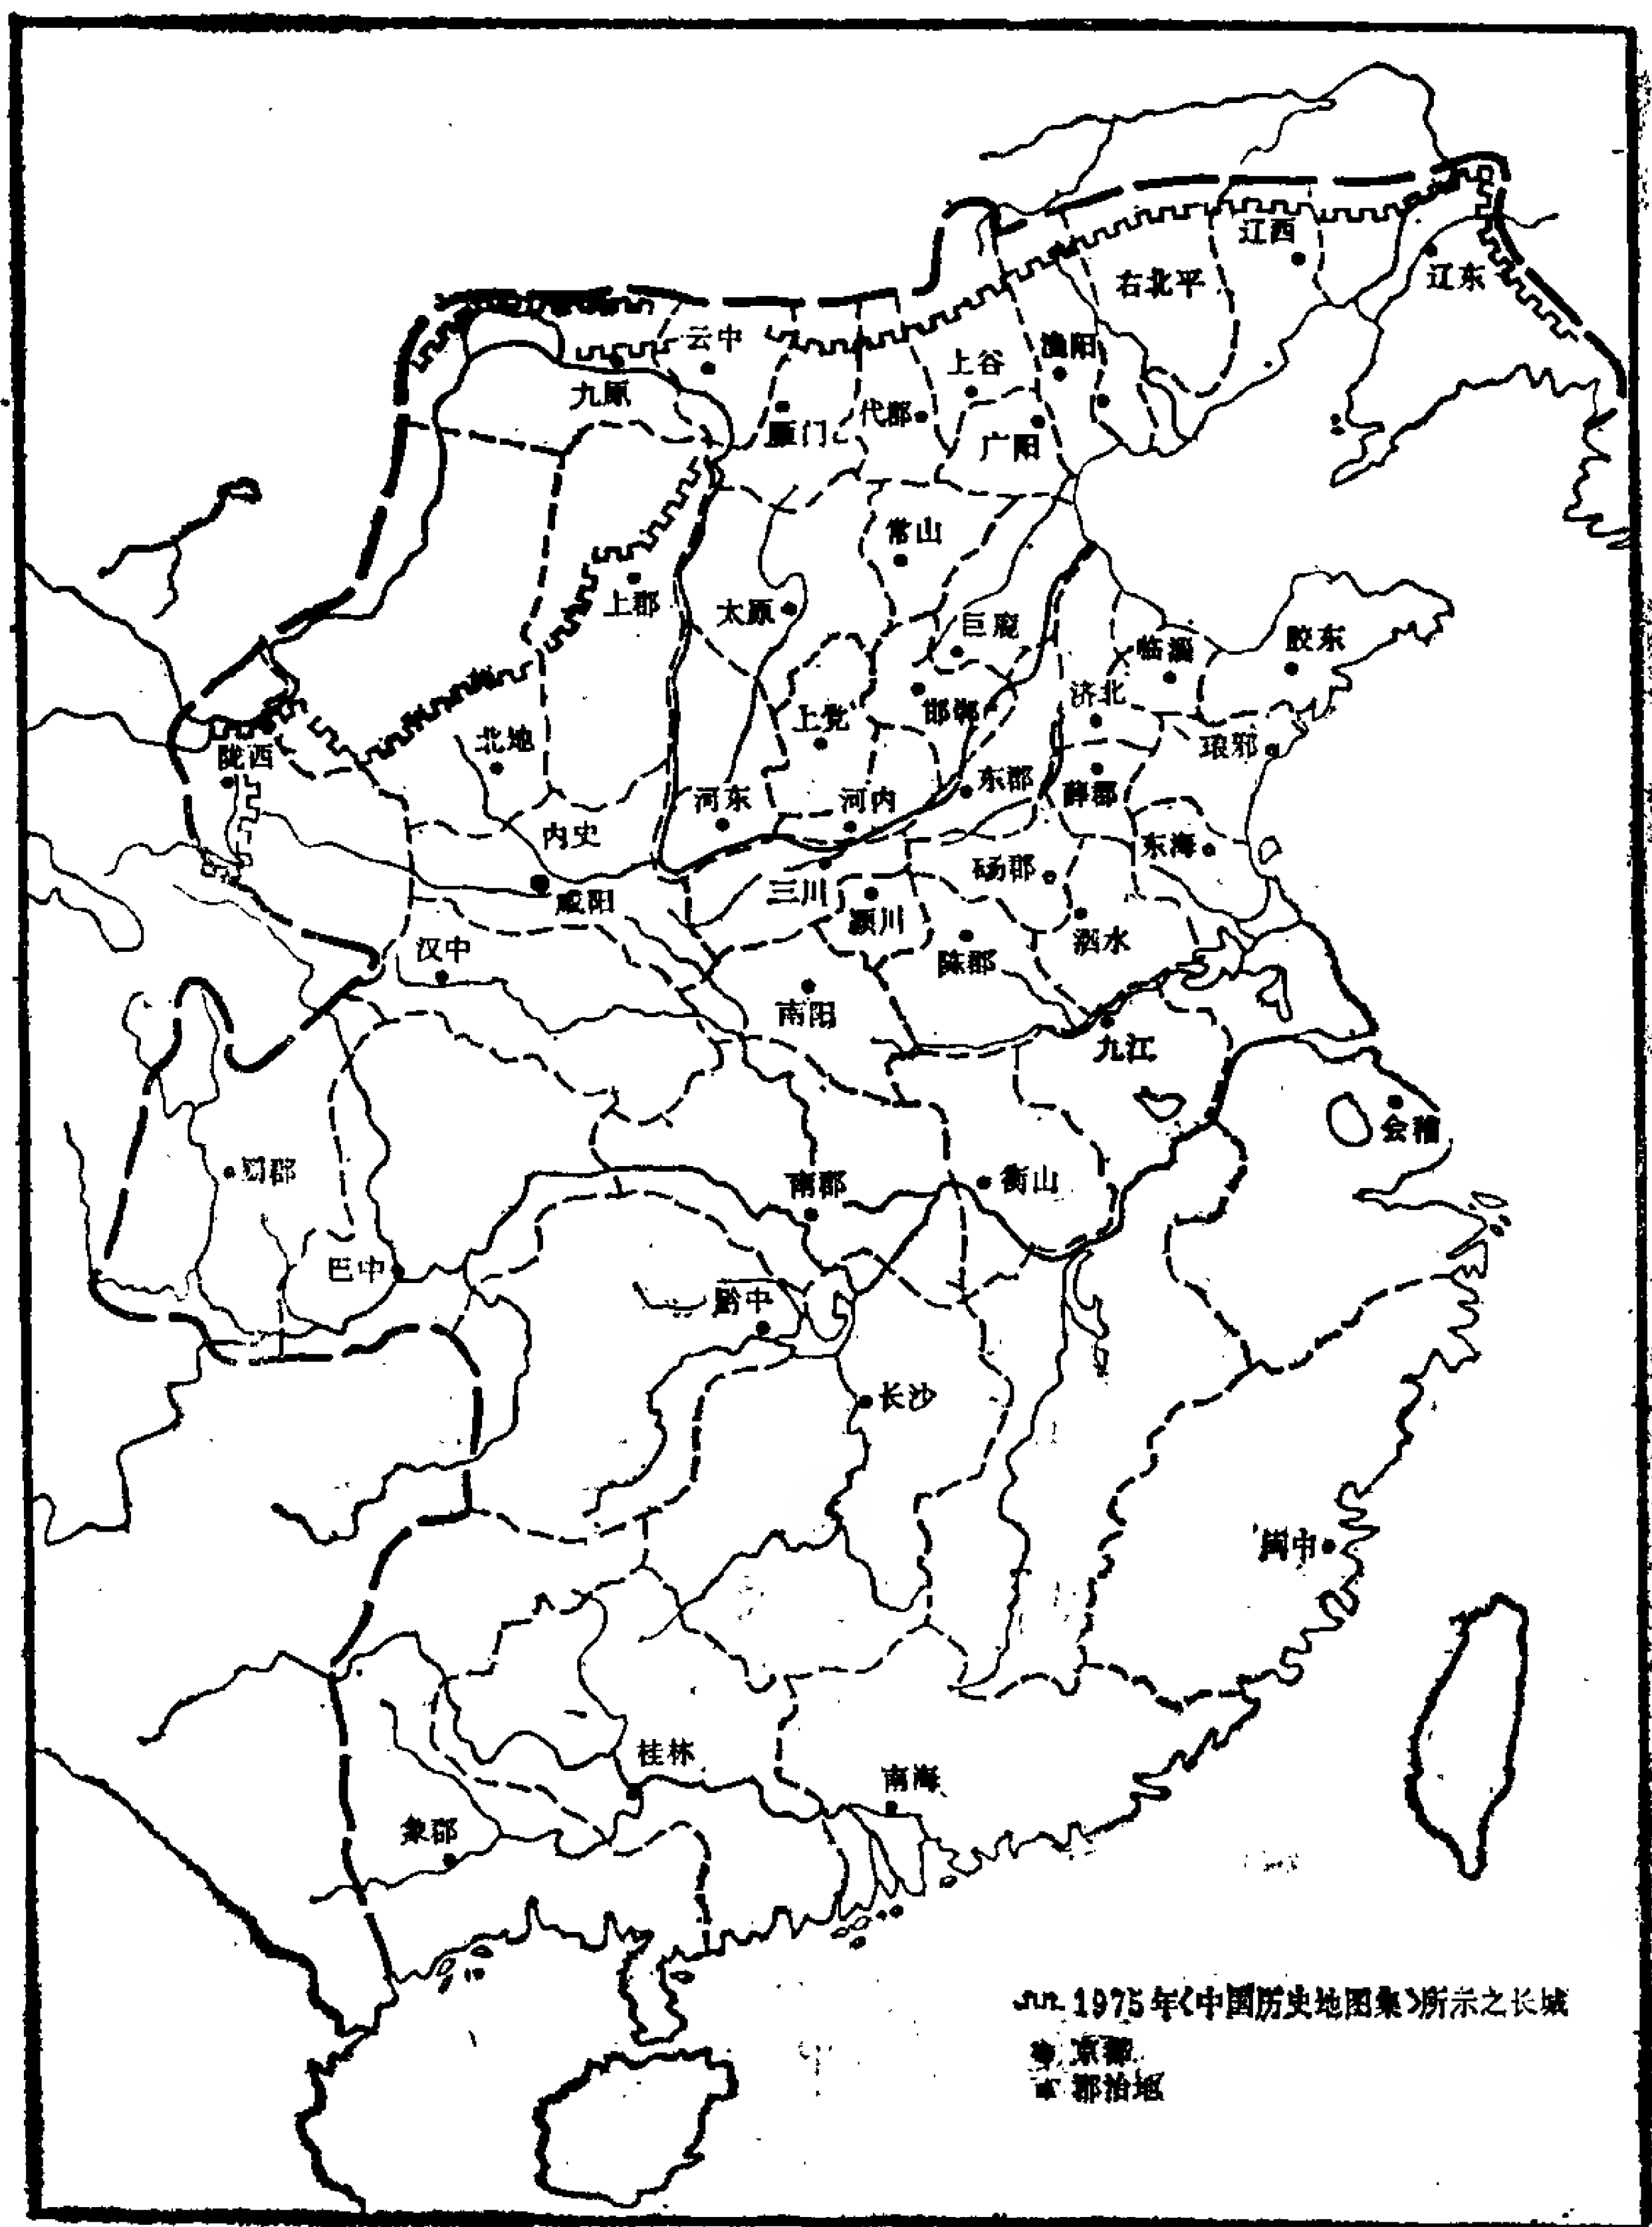 辽西
辽东
右北平
云中
渔阳
上谷
九原
代郡
雁门
广阳
常山
上郡
太原
巨鹿
胶东
临淄
济北
邯郸
上党
琅邪
北地
陇西
东郡
薛郡
河东
河内
内史
东海
砀郡
三川
咸阳
颍川
泗水
汉中
陈郡
南阳
九江
会稽
蜀郡
南郡
衡山
巴中
黔中
长沙
闽中
桂林
南海
象郡
1975年《中国历史地图集》所示之长城
京都
郡治地